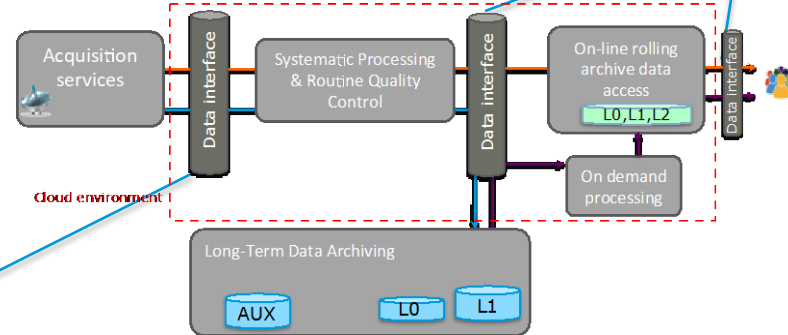 Acquisition
services
Data interface
Systematic Processing
& Routine Quality
Control
Data interface
On-line rolling
archive data
access
L0,L1,L2
Data interface
On demand
processing
Cloud environment
Long-Term Data Archiving
AUX
L0
L1